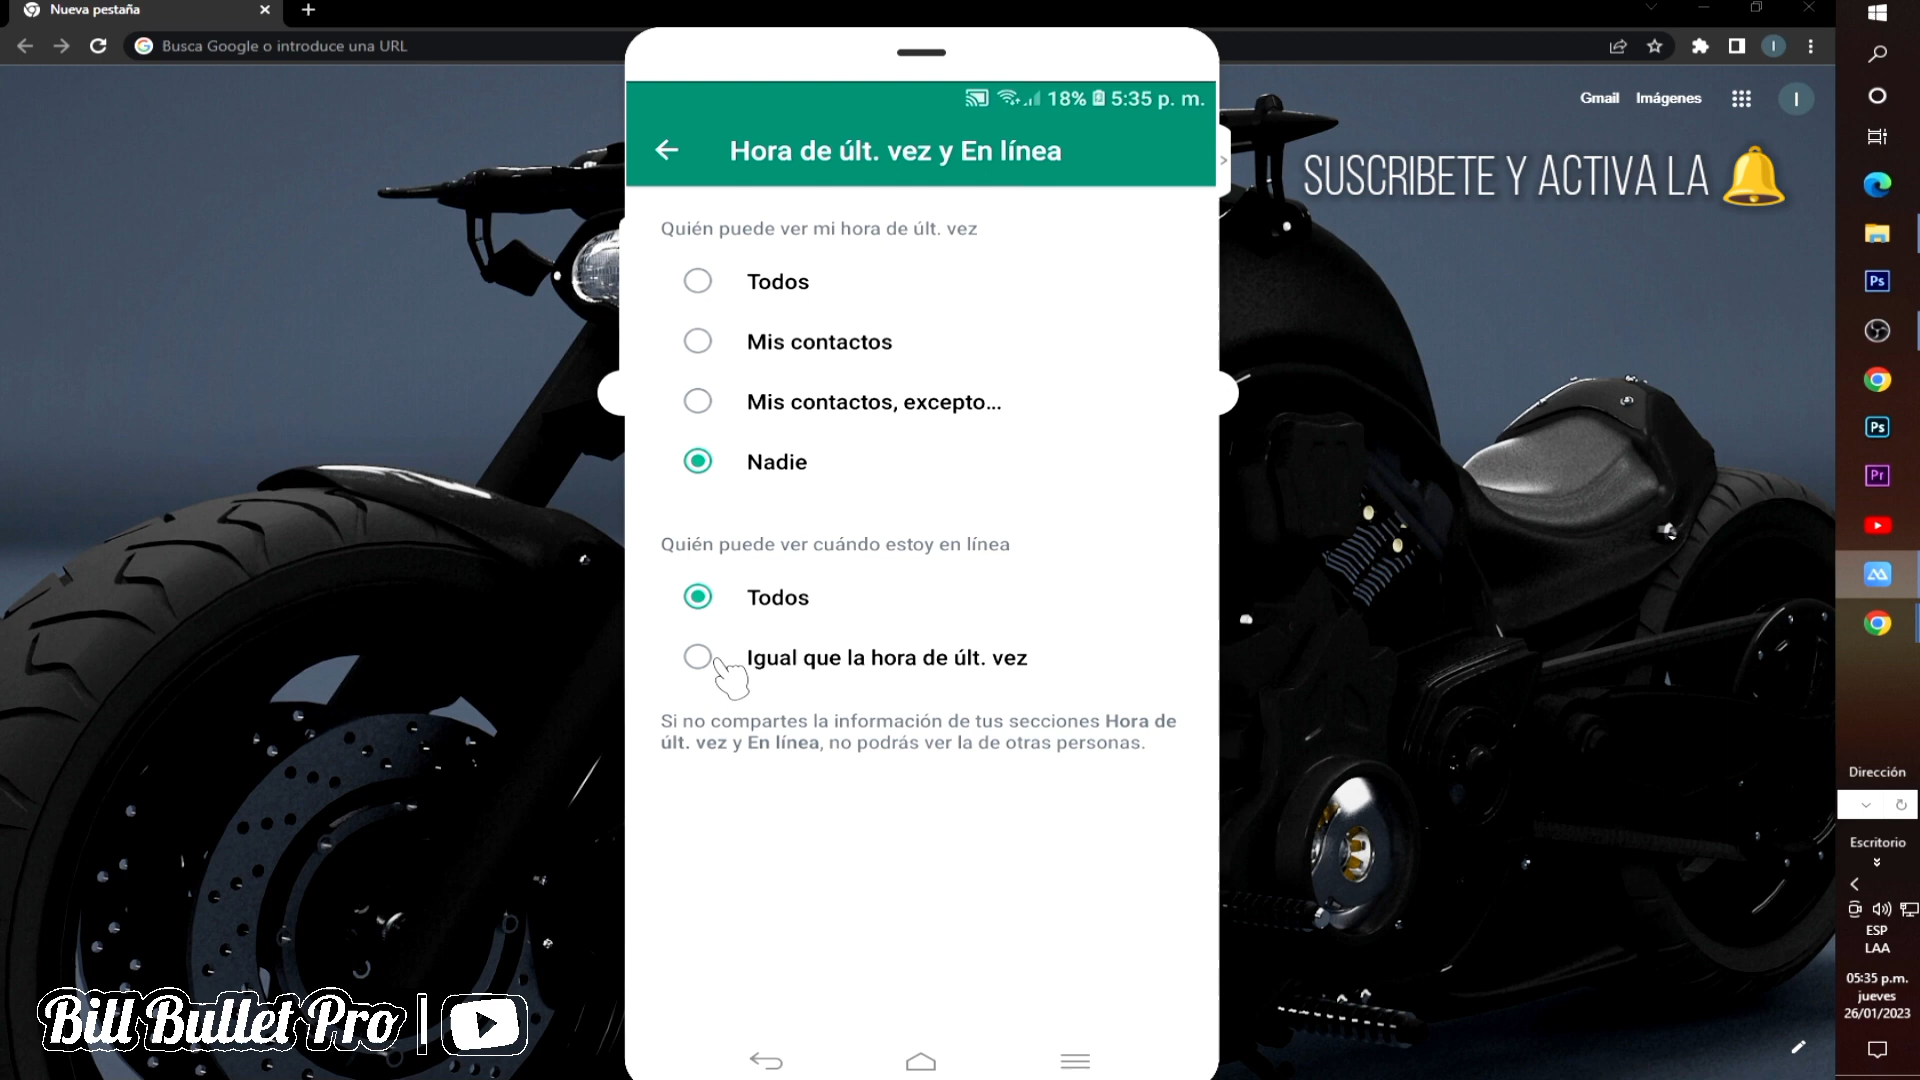 Nueva pestaña
Busca Google o introduce una URL
Gmail
Imágenes
I
I
SUSCRIBETE Y ACTIVA LA
18%
5:35 p. m.
Hora de últ. vez y En línea
Quién puede ver mi hora de últ. vez
Todos
Mis contactos
Mis contactos, excepto...
Nadie
Quién puede ver cuándo estoy en línea
Todos
Igual que la hora de últ. vez
Si no compartes la información de tus secciones Hora de
últ. vez y En línea, no podrás ver la de otras personas.
Bill Bullet Pro |
Ps
Ps
Pr
Dirección
Escritorio
ESP
LAA
05:35 p.m.
jueves
26/01/2023